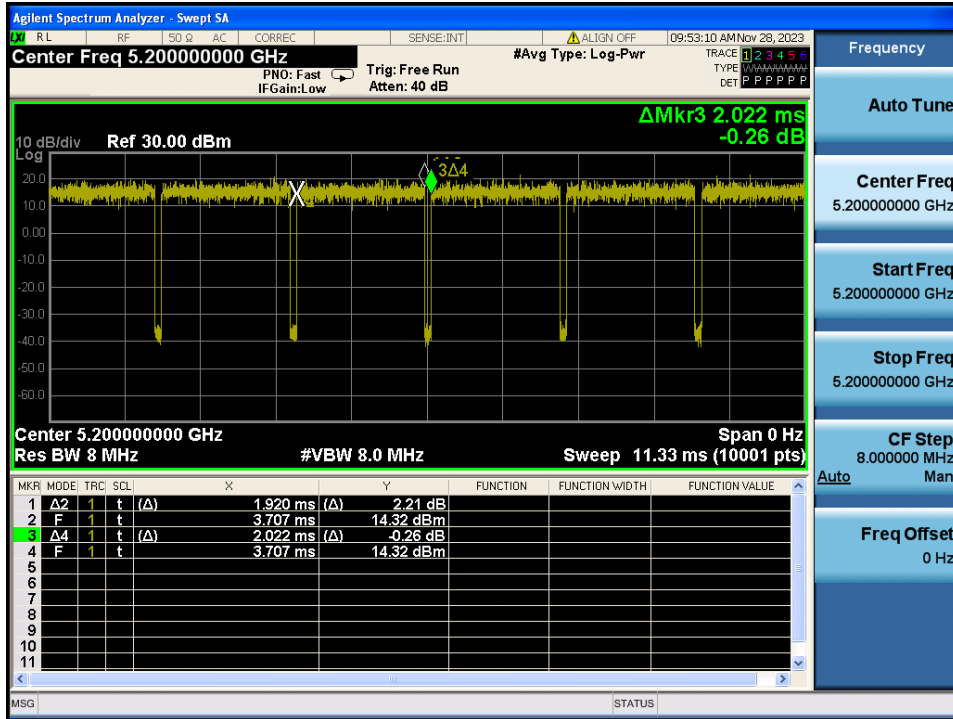 Agilent Spectrum Analyzer - Swept SA
LXI RL RF 50 Ω AC CORREC SENSE:INT ALIGN OFF 09:53:10 AM Nov 28, 2023
Center Freq 5.200000000 GHz
PNO: Fast
IFGain:Low
Trig: Free Run
Atten: 40 dB
#Avg Type: Log-Pwr
TRACE 1 2 3 4 5 6
TYPE WWWWWW
DET P P P P P P
ΔMkr3 2.022 ms
-0.26 dB
10 dB/div Ref 30.00 dBm
Log
3Δ4
20.0
10.0
0.00
-10.0
-20.0
-30.0
-40.0
-50.0
-60.0
Center 5.200000000 GHz Span 0 Hz
Res BW 8 MHz #VBW 8.0 MHz Sweep 11.33 ms (10001 pts)
MKR MODE TRC SCL X Y FUNCTION FUNCTION WIDTH FUNCTION VALUE
1 Δ2 1 t (Δ) 1.920 ms (Δ) 2.21 dB
2 F 1 t 3.707 ms 14.32 dBm
3 Δ4 1 t (Δ) 2.022 ms (Δ) -0.26 dB
4 F 1 t 3.707 ms 14.32 dBm
5
6
7
8
9
10
11
MSG STATUS
Frequency
Auto Tune
Center Freq
5.200000000 GHz
Start Freq
5.200000000 GHz
Stop Freq
5.200000000 GHz
CF Step
8.000000 MHz
Auto Man
Freq Offset
0 Hz